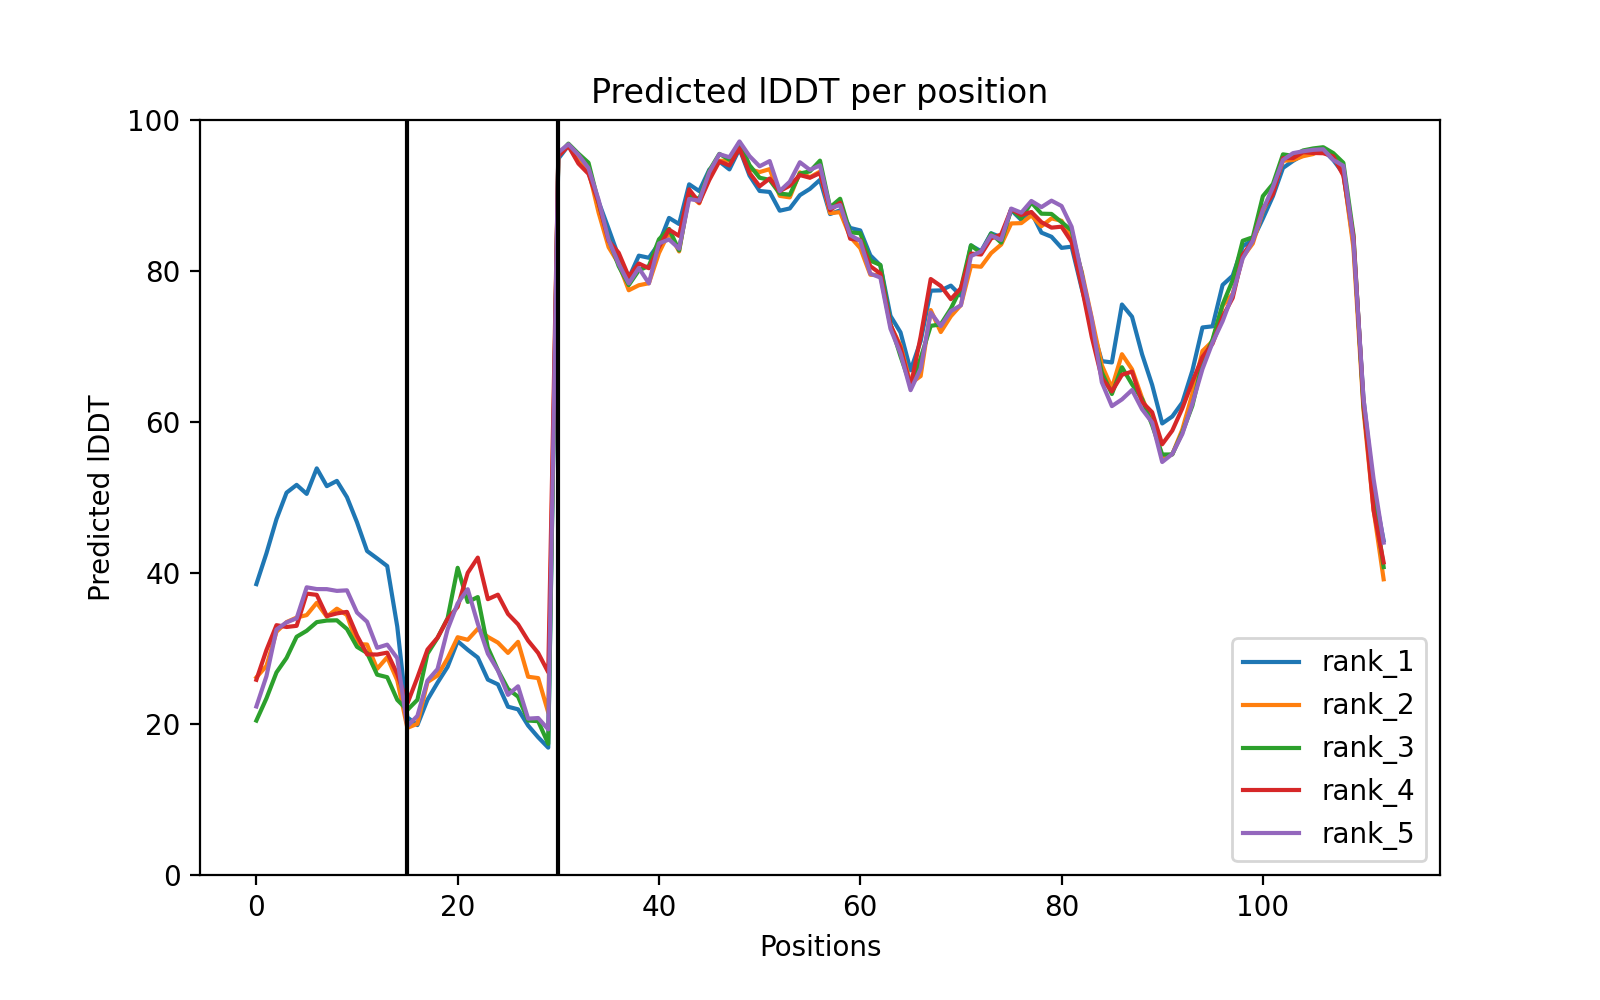 Predicted lDDT per position
100
80
60
40
20
0
Predicted lDDT
0 20 40 60 80 100
Positions
rank_1
rank_2
rank_3
rank_4
rank_5